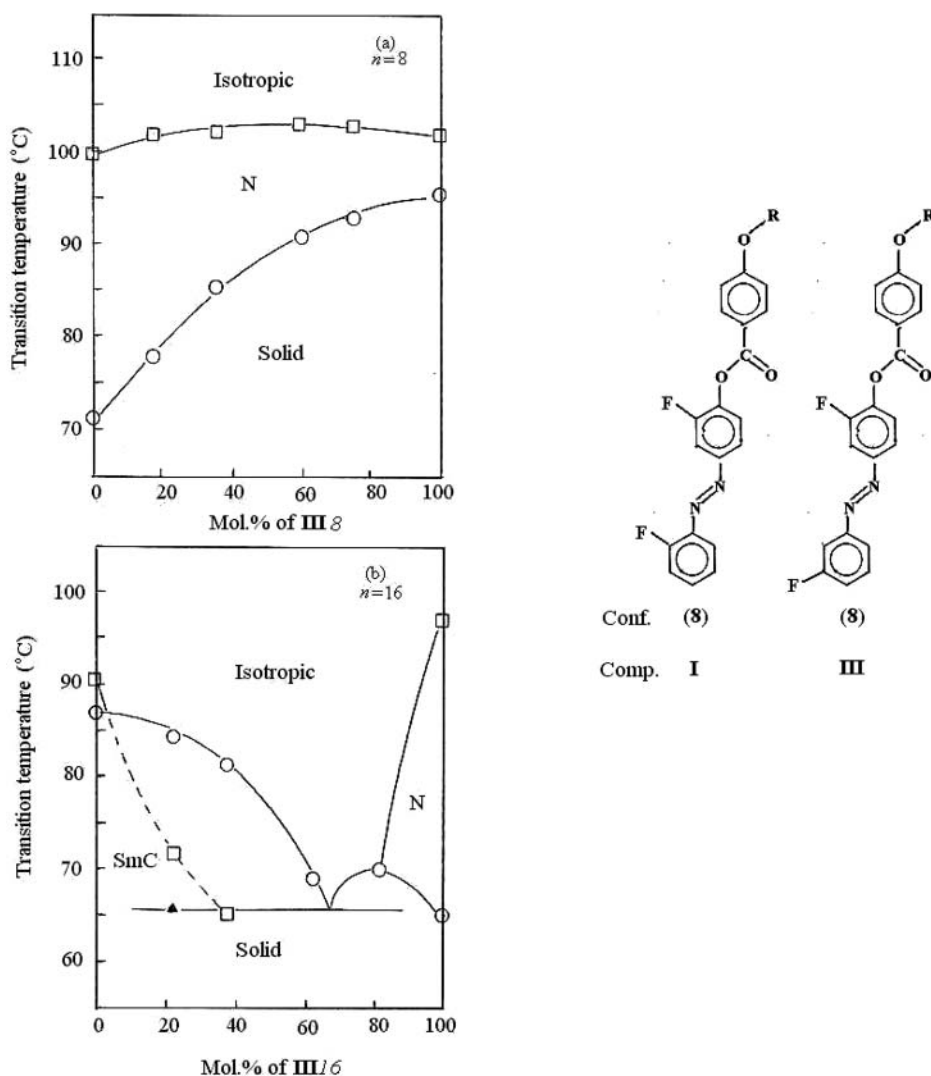 (a)
n=8
Isotropic
N
Solid
110
100
90
80
70
Transition temperature (°C)
0 20 40 60 80 100
Mol.% of III 8
(b)
n=16
Isotropic
N
SmC
Solid
100
90
80
70
60
Transition temperature (°C)
0 20 40 60 80 100
Mol.% of III16
R R
O O
C C
O O O O
F F
N N
N N
F F
Conf. (8) (8)
Comp. I III